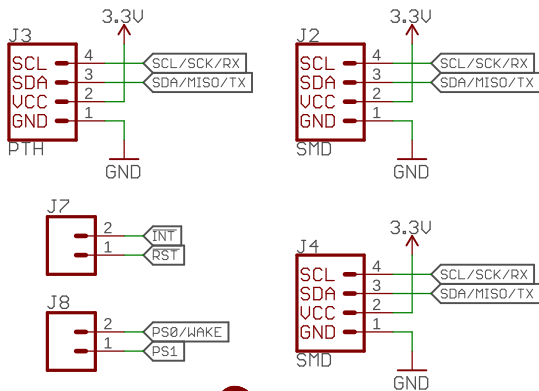 3.3V
J3
SCL 4 SCL/SCK/RX
SDA 3 SDA/MISO/TX
VCC 2
GND 1
PTH
GND
3.3V
J2
SCL 4 SCL/SCK/RX
SDA 3 SDA/MISO/TX
VCC 2
GND 1
SMD
GND
J7
2 INT
1 RST
J8
2 PS0/WAKE
1 PS1
3.3V
J4
SCL 4 SCL/SCK/RX
SDA 3 SDA/MISO/TX
VCC 2
GND 1
SMD
GND